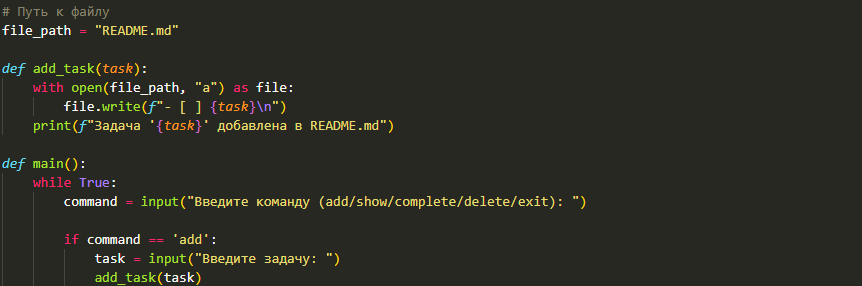 # Путь к файлу
file_path = "README.md"
def add_task(task):
with open(file_path, "a") as file:
file.write(f"- [ ] {task}\n")
print(f"Задача '{task}' добавлена в README.md")
def main():
while True:
command = input("Введите команду (add/show/complete/delete/exit): ")
if command == 'add':
task = input("Введите задачу: ")
add_task(task)